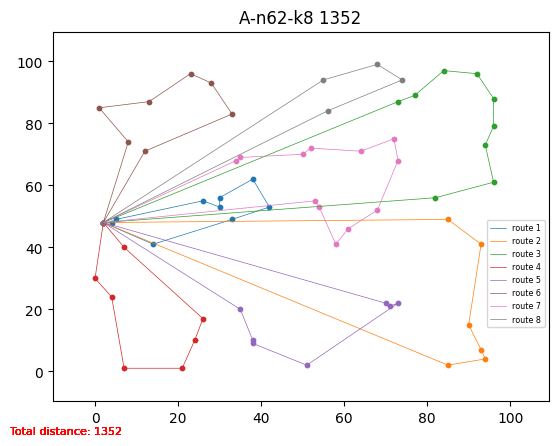 A-n62-k8 1352
100
80
60
40
20
0
0 20 40 60 80 100
route 1
route 2
route 3
route 4
route 5
route 6
route 7
route 8
Total distance: 1352